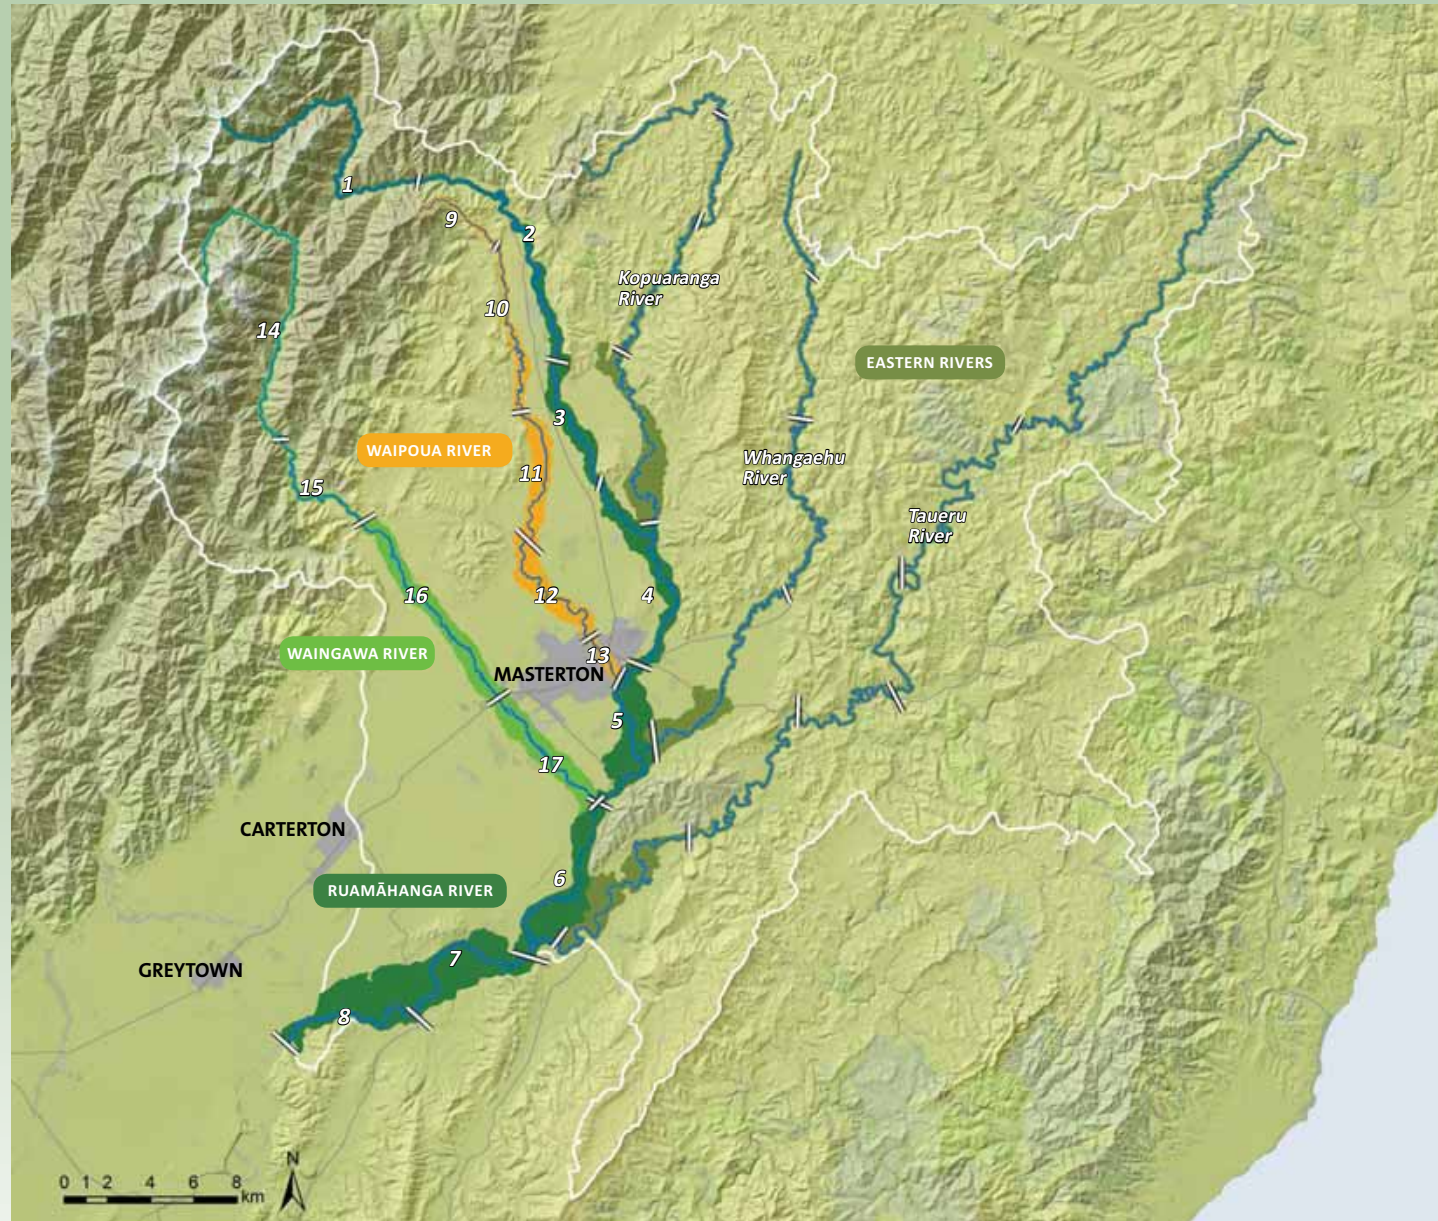 1
9
2
Kopuaranga
River
10
14
EASTERN RIVERS
3
WAIPOUA RIVER
Whangaehu
River
11
15
Taueru
River
16
12
4
WAINGAWA RIVER
13
MASTERTON
5
17
CARTERTON
6
RUAMĀHANGA RIVER
7
GREYTOWN
8
N
0 1 2 4 6 8
km